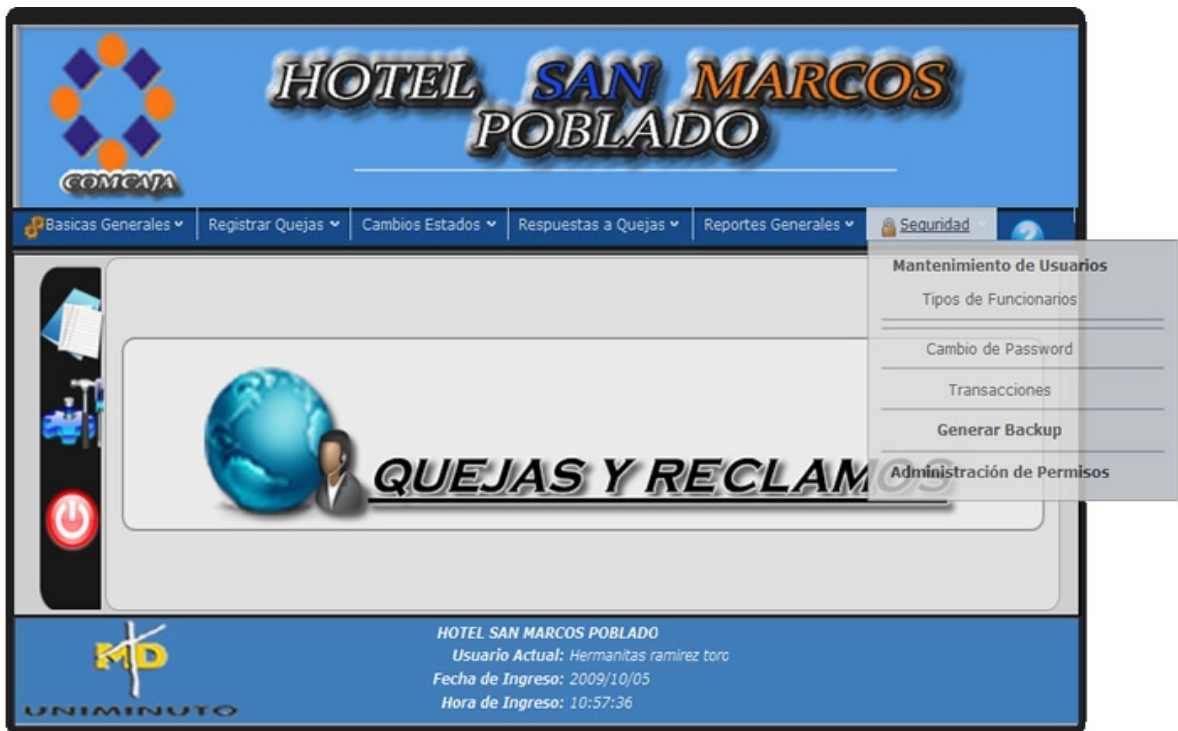 HOTEL SAN MARCOS
POBLADO
COMCAJA
Basicas Generales
Registrar Quejas
Cambios Estados
Respuestas a Quejas
Reportes Generales
Seguridad
?
Mantenimiento de Usuarios
Tipos de Funcionarios
Cambio de Password
Transacciones
Generar Backup
Administración de Permisos
QUEJAS Y RECLAMOS
MD
UNIMINUTO
HOTEL SAN MARCOS POBLADO
Usuario Actual: Hermanitas ramirez toro
Fecha de Ingreso: 2009/10/05
Hora de Ingreso: 10:57:36